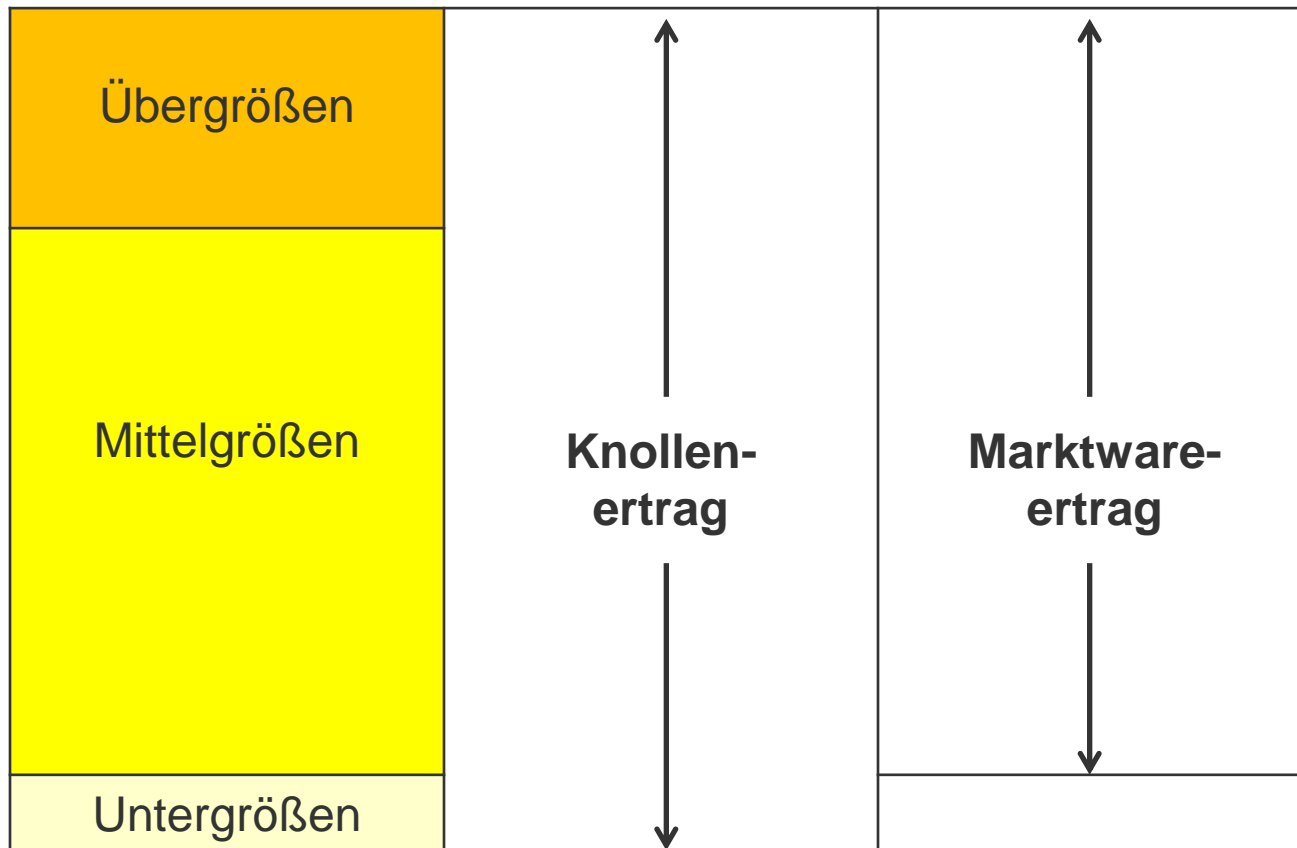 Übergrößen
Mittelgrößen
Knollen-
ertrag
Marktware-
ertrag
Untergrößen